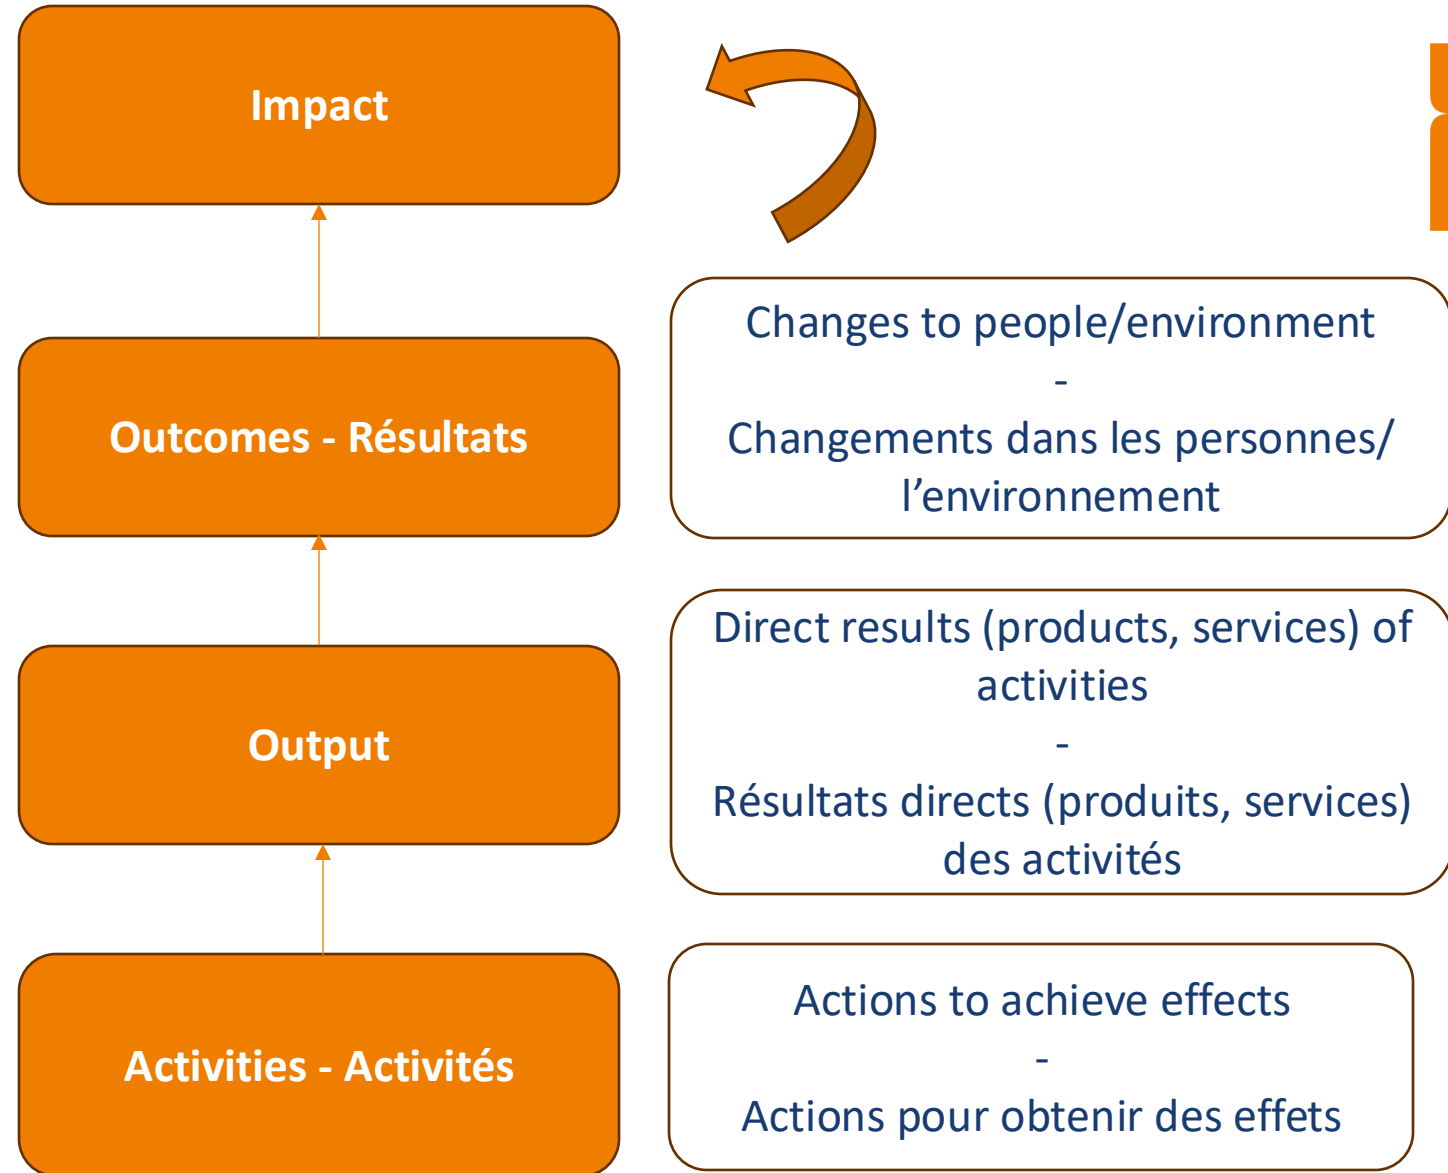 Impact
Outcomes - Résultats
Changes to people/environment
-
Changements dans les personnes/
l’environnement
Output
Direct results (products, services) of
activities
-
Résultats directs (produits, services)
des activités
Activities - Activités
Actions to achieve effects
-
Actions pour obtenir des effets